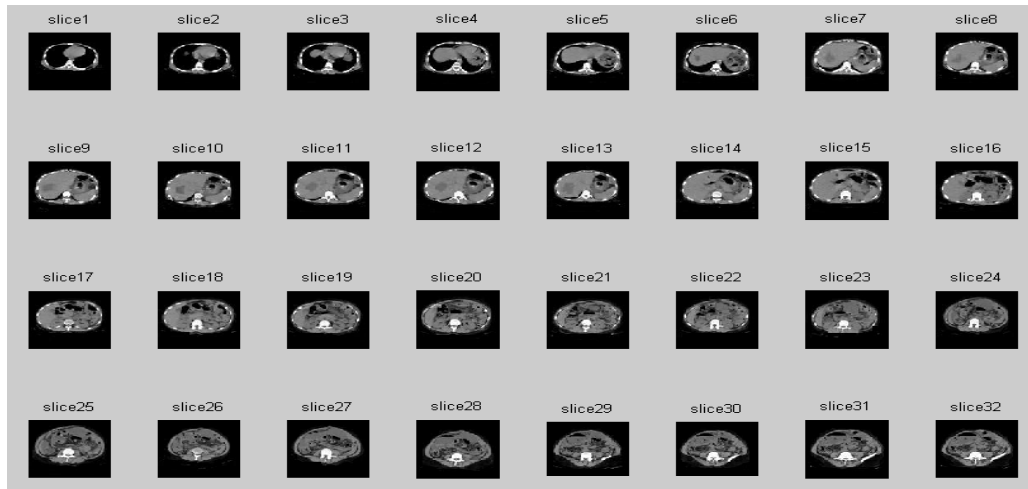 slice1 slice2 slice3 slice4 slice5 slice6 slice7 slice8
slice9 slice10 slice11 slice12 slice13 slice14 slice15 slice16
slice17 slice18 slice19 slice20 slice21 slice22 slice23 slice24
slice25 slice26 slice27 slice28 slice29 slice30 slice31 slice32